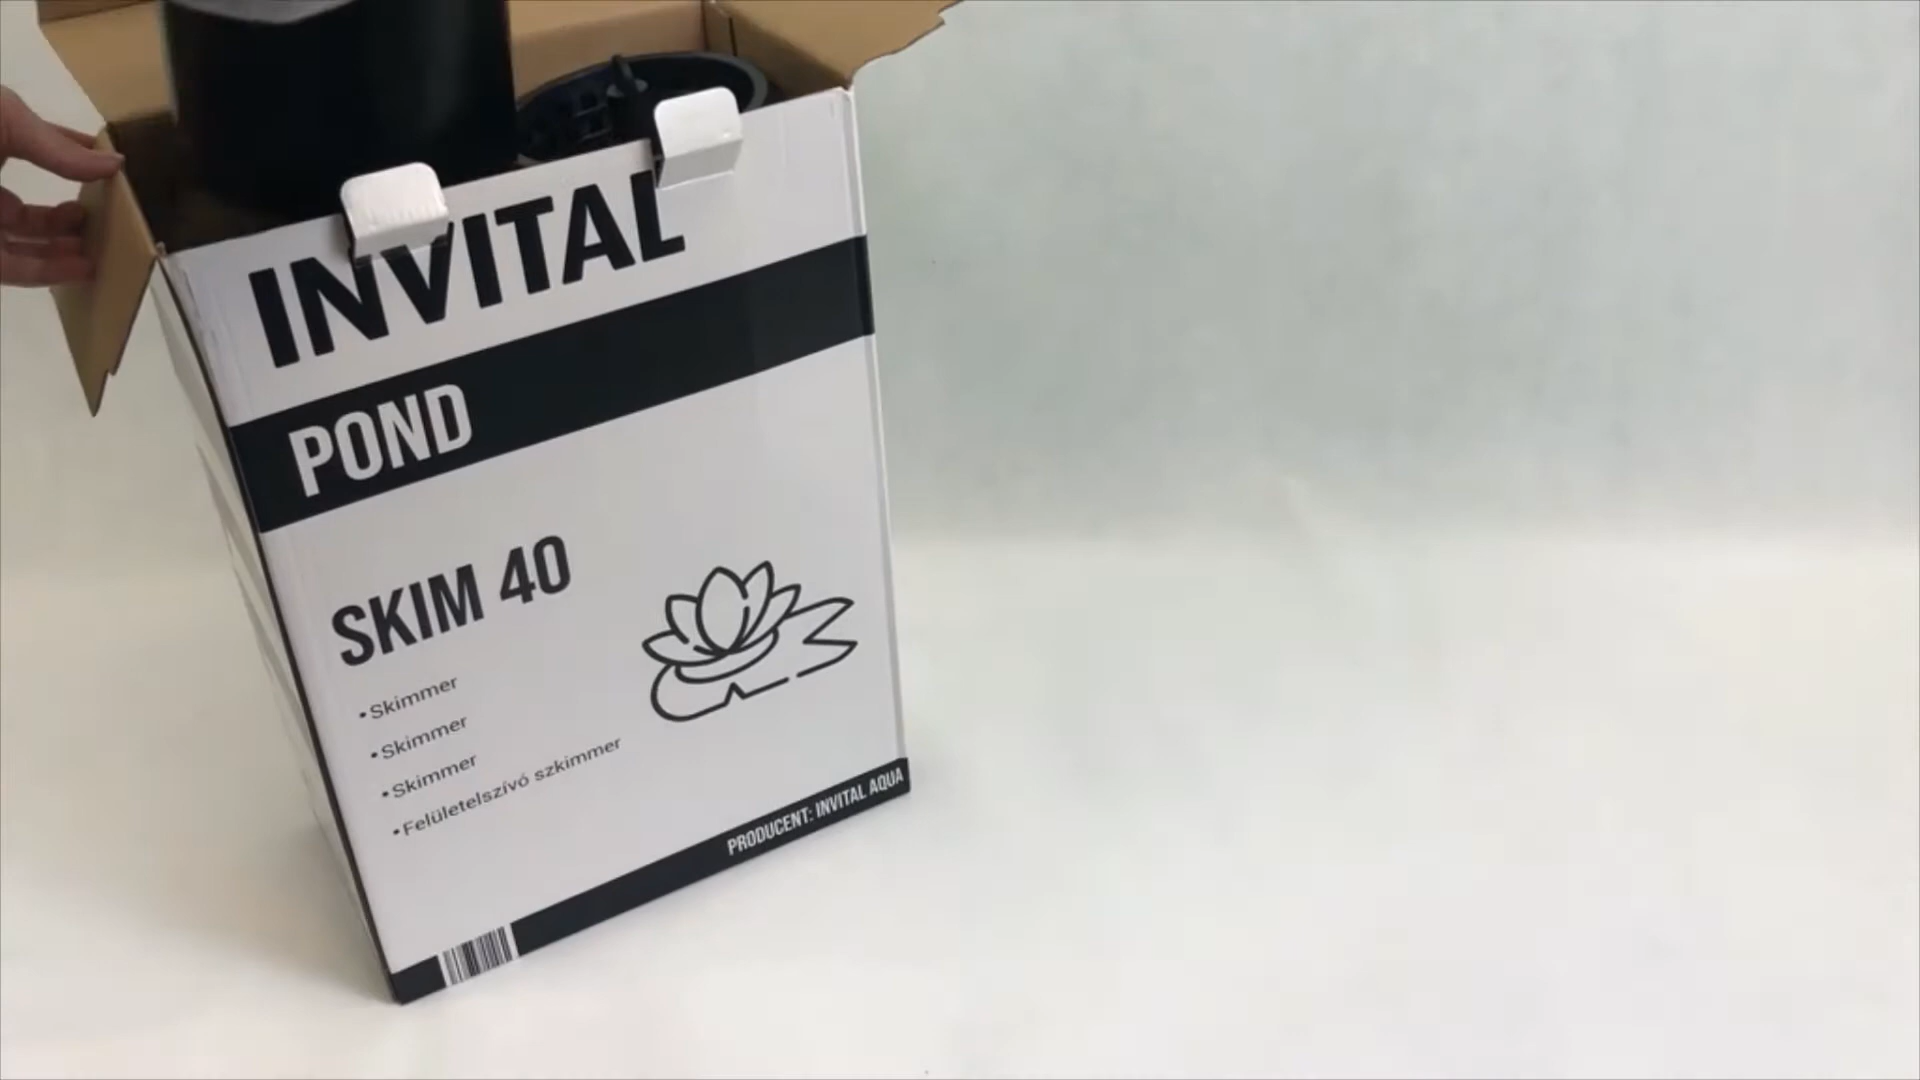 INVITAL
POND
SKIM 40
•Skimmer
•Skimmer
•Skimmer
•Felületelszívó szkimmer
PRODUCENT: INVITAL AQUA